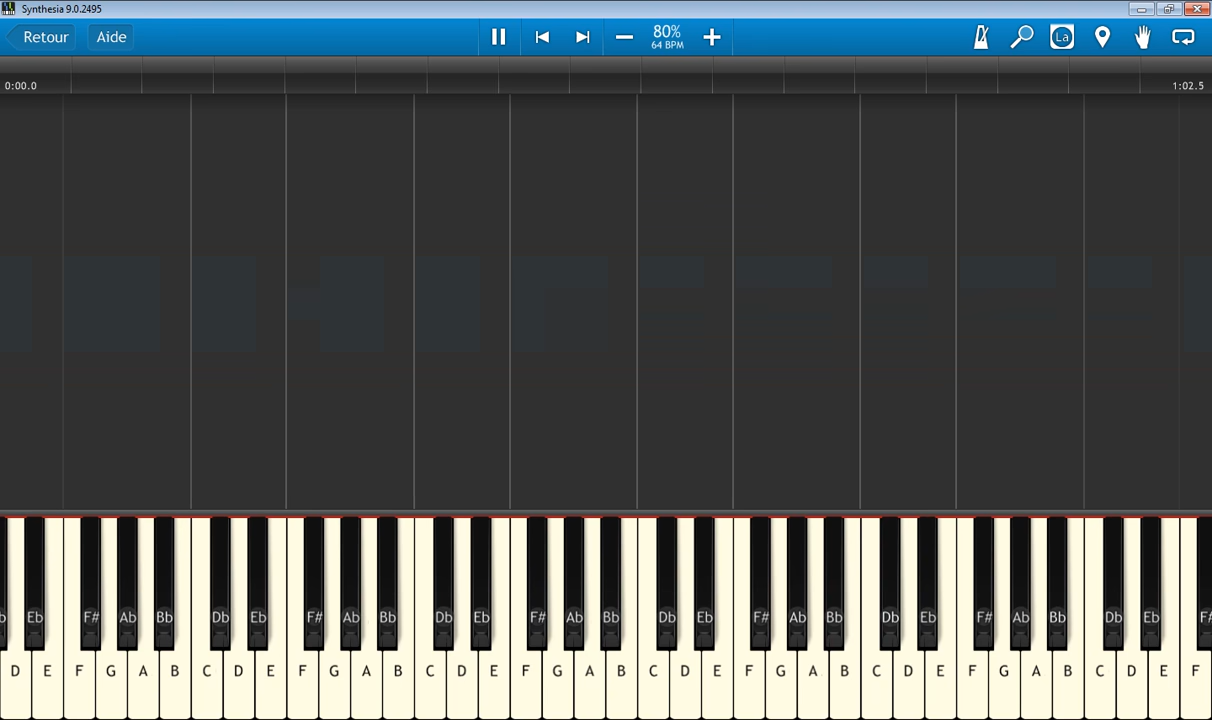 Synthesia 9.0.2495
Retour Aide 80% La
64 BPM
0:00.0 1:02.5
b Eb F# Ab Bb Db Eb F# Ab Bb Db Eb F# Ab Bb Db Eb F# Ab Bb Db Eb F# Ab Bb Db Eb F#
D E F G A B C D E F G A B C D E F G A B C D E F G A B C D E F G A B C D E F